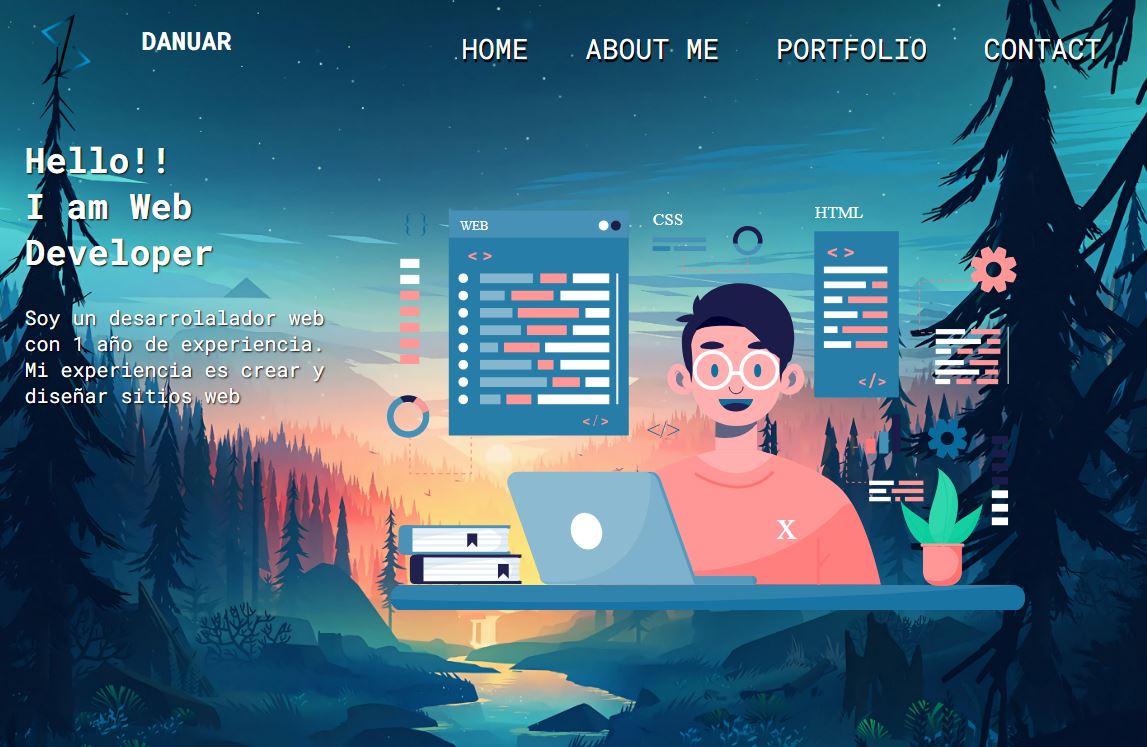 DANUAR
HOME ABOUT ME PORTFOLIO CONTACT
Hello!!
I am Web
Developer
Soy un desarrolalador web
con 1 año de experiencia.
Mi experiencia es crear y
diseñar sitios web
{ }
WEB
< >
</>
CSS
</>
HTML
< >
</>
X